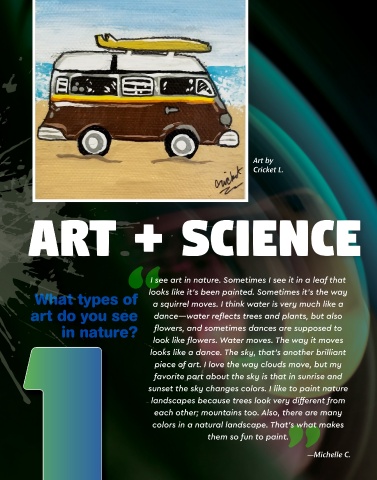 cricket
Art by
Cricket L.
ART + SCIENCE
What types of
art do you see
in nature?
1
“I see art in nature. Sometimes I see it in a leaf that
looks like it's been painted. Sometimes it's the way
a squirrel moves. I think water is very much like a
dance—water reflects trees and plants, but also
flowers, and sometimes dances are supposed to
look like flowers. Water moves. The way it moves
looks like a dance. The sky, that's another brilliant
piece of art. I love the way clouds move, but my
favorite part about the sky is that in sunrise and
sunset the sky changes colors. I like to paint nature
landscapes because trees look very different from
each other; mountains too. Also, there are many
colors in a natural landscape. That's what makes
them so fun to paint.”
—Michelle C.